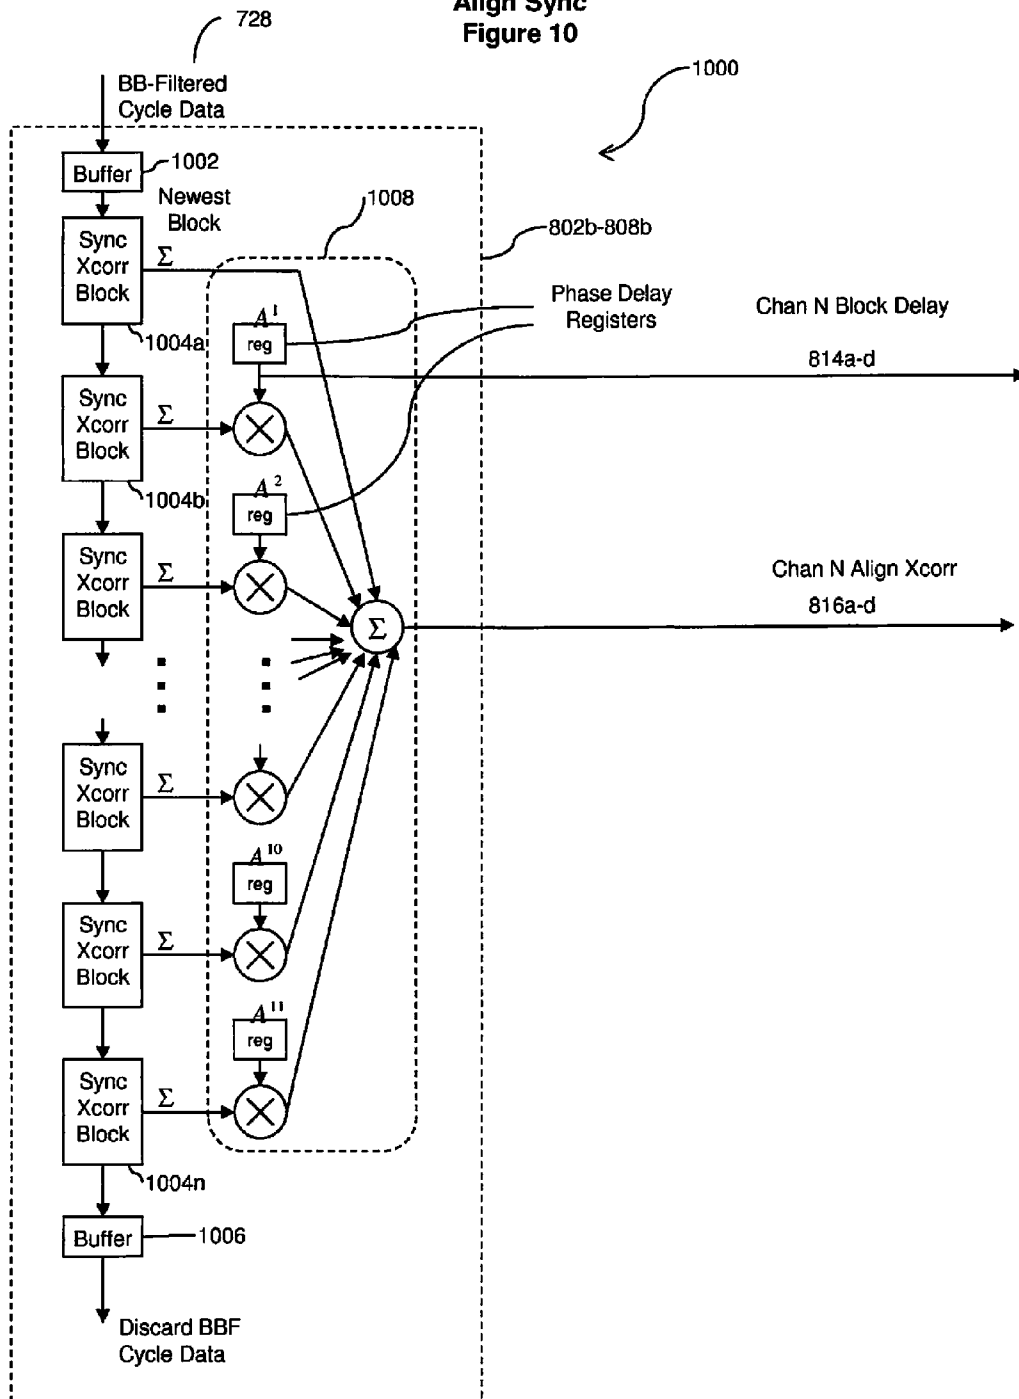 Align Sync
Figure 10
728
BB-Filtered
Cycle Data
1000
Buffer
1002
Newest
Block
1008
802b-808b
Sync
Xcorr
Block
Σ
1004a
A¹
reg
Phase Delay
Registers
Chan N Block Delay
814a-d
Sync
Xcorr
Block
Σ
1004b
A²
reg
Sync
Xcorr
Block
Σ
Σ
Chan N Align Xcorr
816a-d
Sync
Xcorr
Block
Σ
A¹⁰
reg
Sync
Xcorr
Block
Σ
A¹¹
reg
Sync
Xcorr
Block
Σ
1004n
Buffer
1006
Discard BBF
Cycle Data